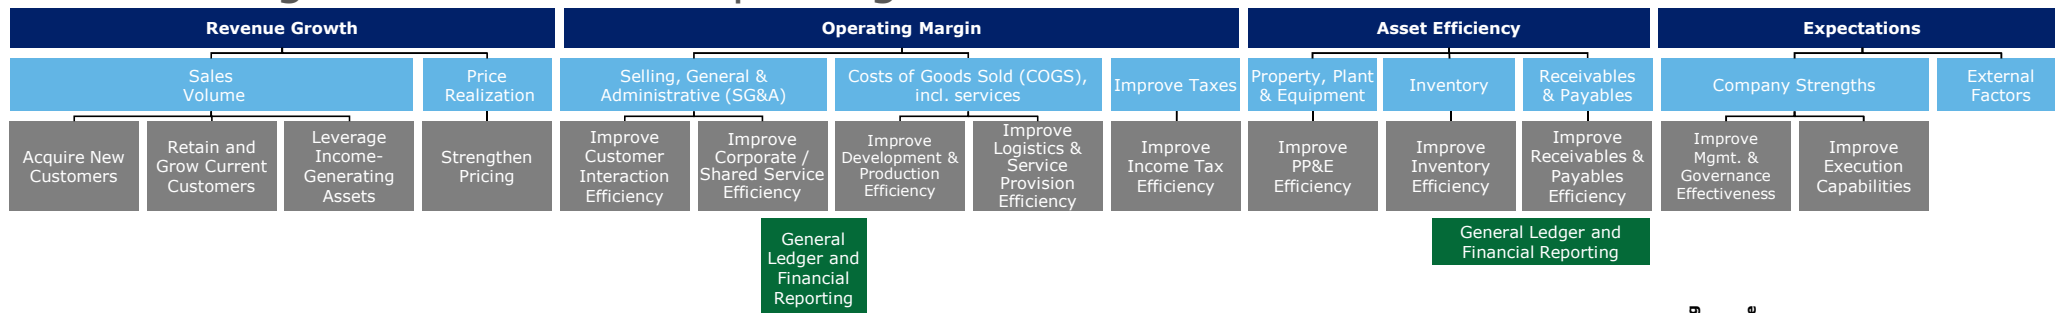 Revenue Growth
Operating Margin
Asset Efficiency
Expectations
Sales
Volume
Price
Realization
Selling, General &
Administrative (SG&A)
Costs of Goods Sold (COGS),
incl. services
Improve Taxes
Property, Plant
& Equipment
Inventory
Receivables
& Payables
Company Strengths
External
Factors
Acquire New
Customers
Retain and
Grow Current
Customers
Leverage
Income-
Generating
Assets
Strengthen
Pricing
Improve
Customer
Interaction
Efficiency
Improve
Corporate /
Shared Service
Efficiency
Improve
Development &
Production
Efficiency
Improve
Logistics &
Service
Provision
Efficiency
Improve
Income Tax
Efficiency
Improve
PP&E
Efficiency
Improve
Inventory
Efficiency
Improve
Receivables &
Payables
Efficiency
Improve
Mgmt. &
Governance
Effectiveness
Improve
Execution
Capabilities
General
Ledger and
Financial
Reporting
General Ledger and
Financial Reporting